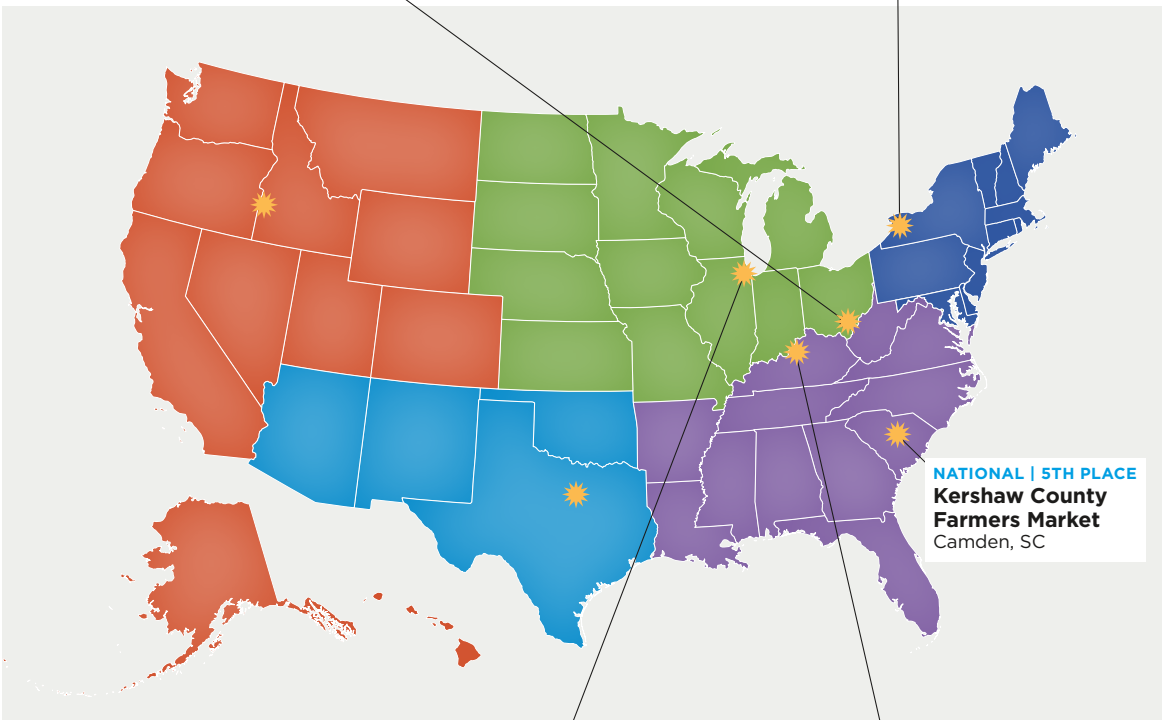 NATIONAL | 5TH PLACE
Kershaw County
Farmers Market
Camden, SC